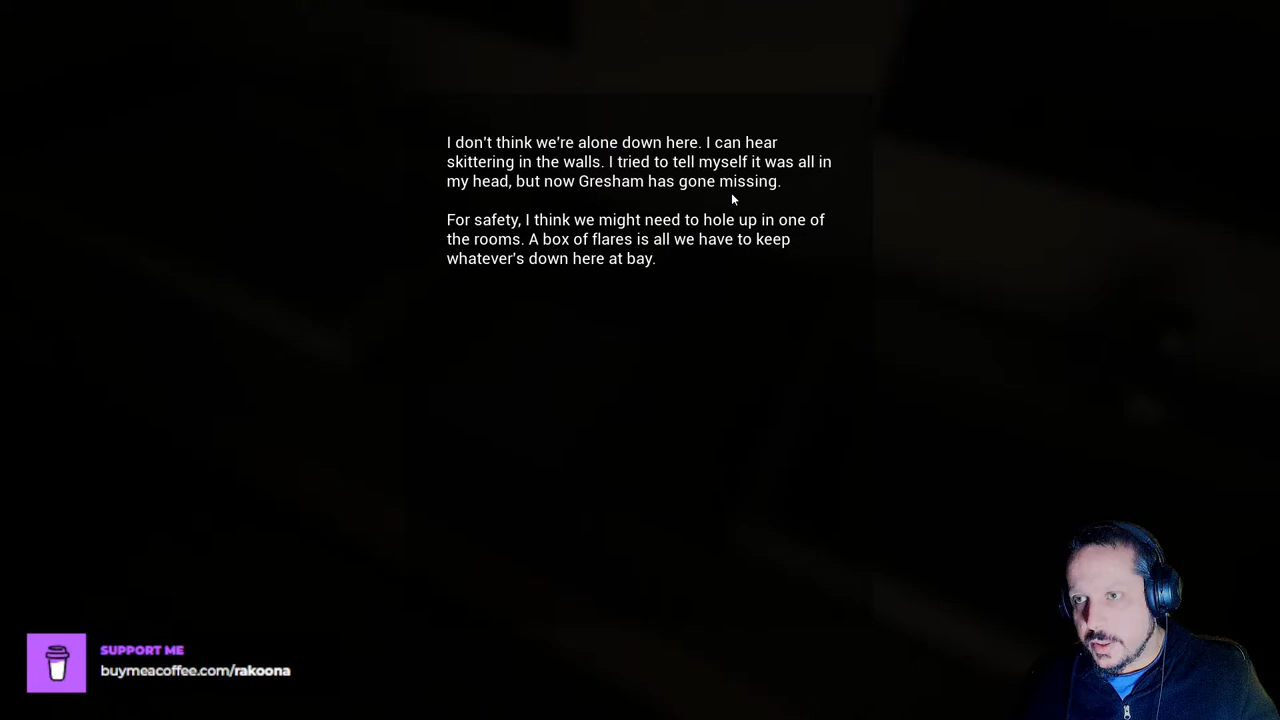 I don't think we're alone down here. I can hear
skittering in the walls. I tried to tell myself it was all in
my head, but now Gresham has gone missing.
For safety, I think we might need to hole up in one of
the rooms. A box of flares is all we have to keep
whatever's down here at bay.
SUPPORT ME
buymeacoffee.com/rakoona